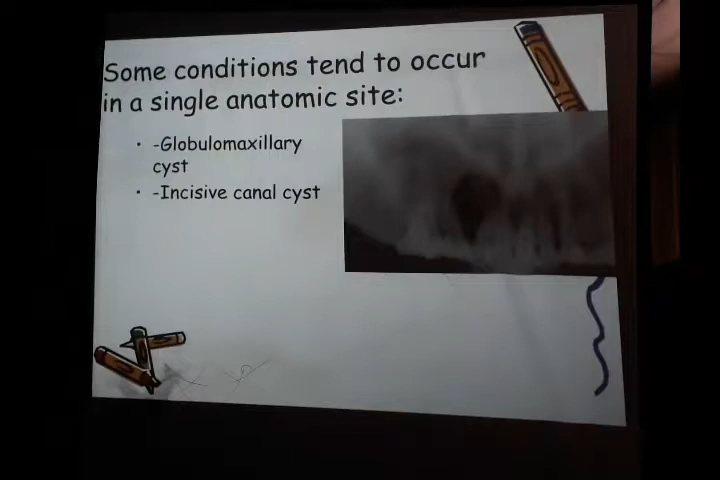 Some conditions tend to occur
in a single anatomic site:
• -Globulomaxillary
cyst
• -Incisive canal cyst